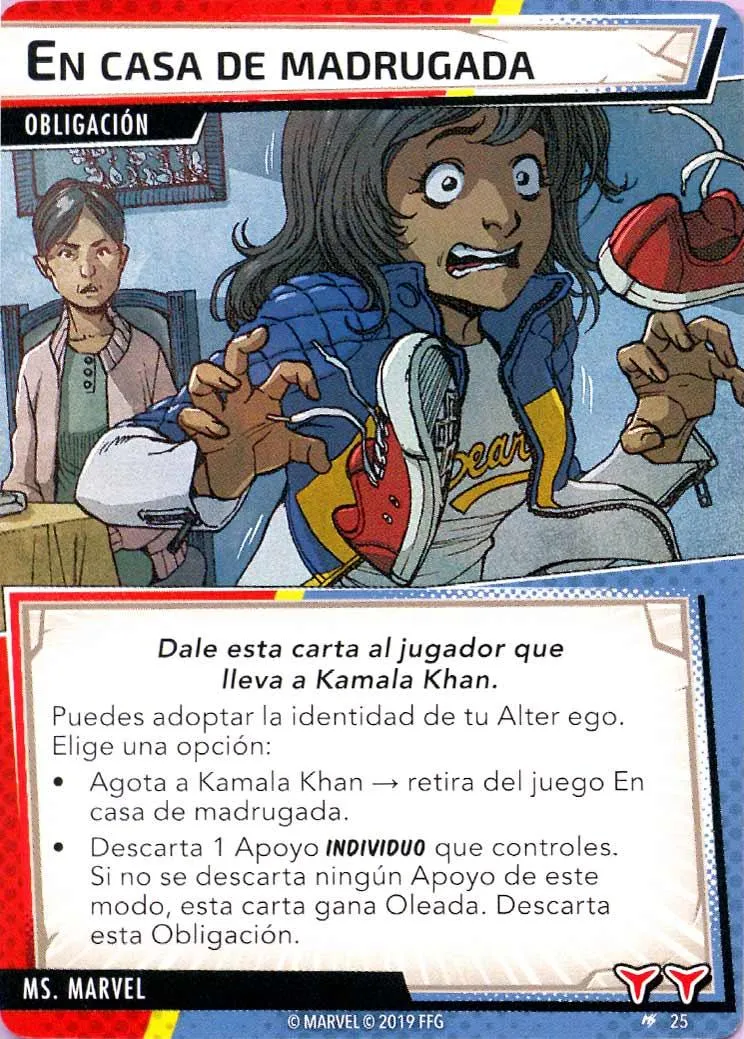 EN CASA DE MADRUGADA
OBLIGACIÓN
Dale esta carta al jugador que
lleva a Kamala Khan.
Puedes adoptar la identidad de tu Alter ego.
Elige una opción:
• Agota a Kamala Khan → retira del juego En
casa de madrugada.
• Descarta 1 Apoyo INDIVIDUO que controles.
Si no se descarta ningún Apoyo de este
modo, esta carta gana Oleada. Descarta
esta Obligación.
MS. MARVEL
© MARVEL © 2019 FFG
25